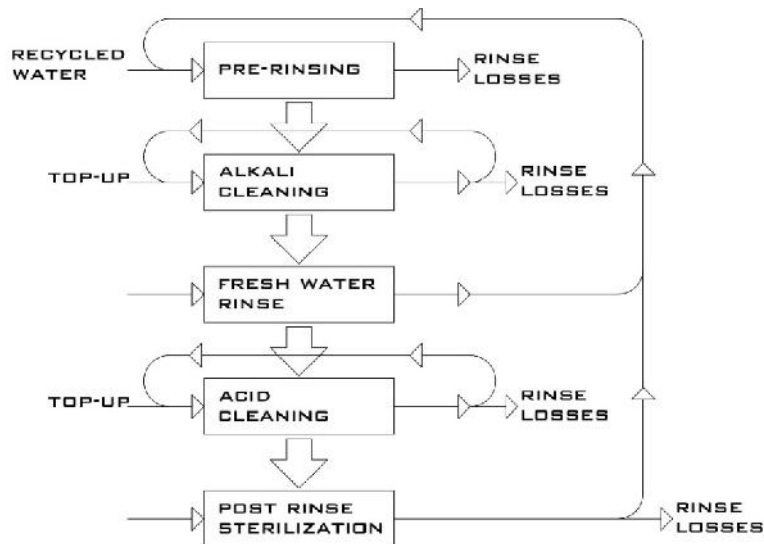 RECYCLED
WATER
PRE-RINSING
RINSE
LOSSES
TOP-UP
ALKALI
CLEANING
RINSE
LOSSES
FRESH WATER
RINSE
TOP-UP
ACID
CLEANING
RINSE
LOSSES
POST RINSE
STERILIZATION
RINSE
LOSSES